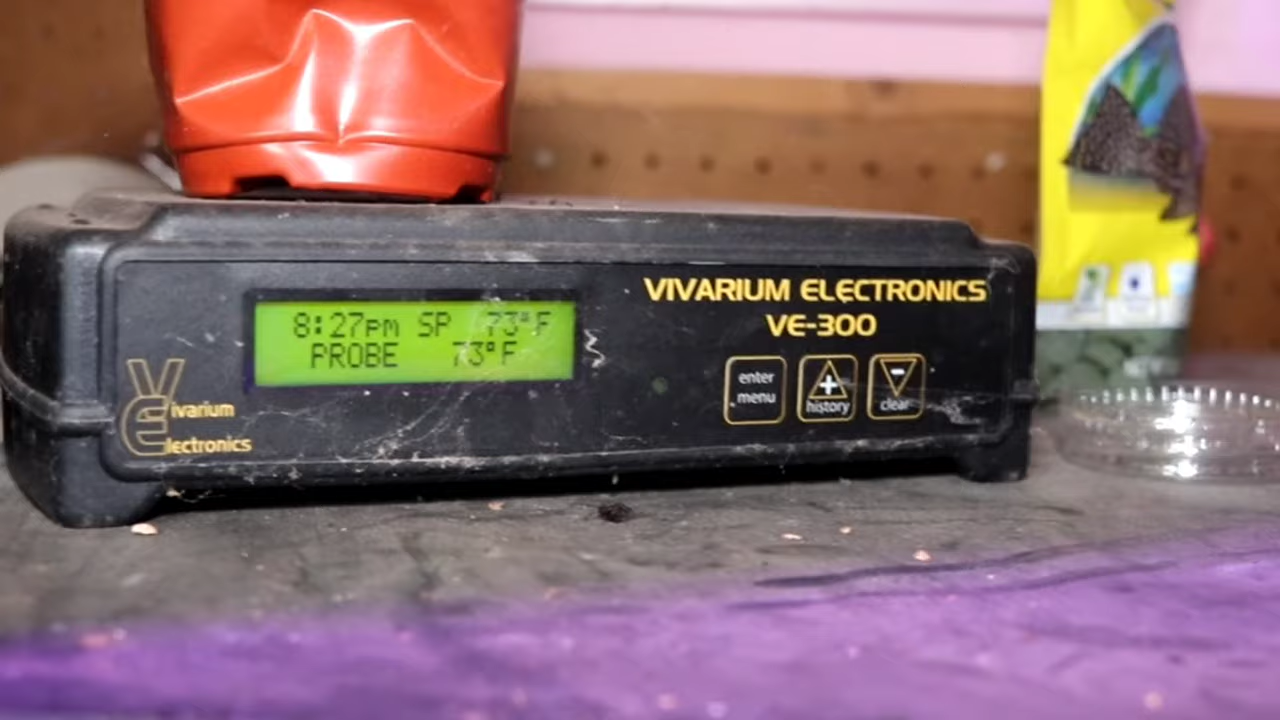 8:27pm SP 73°F
PROBE 73°F
VIVARIUM ELECTRONICS
VE-300
enter
menu
+
history
-
clear
Vivarium
Electronics